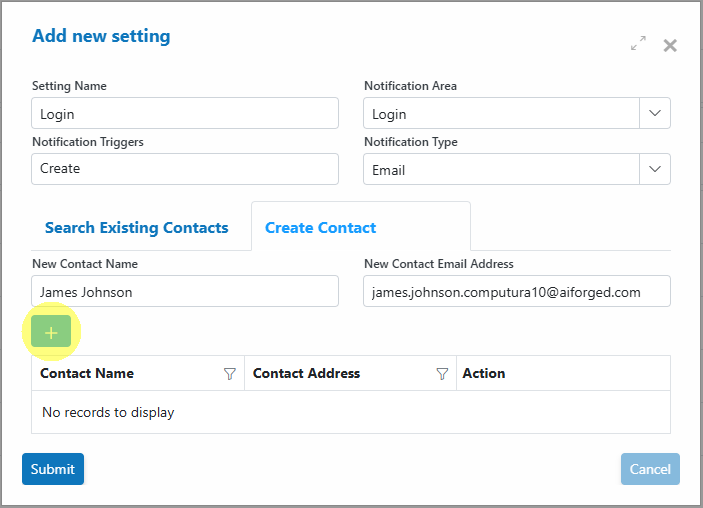 Add new setting
Setting Name Notification Area
Login Login
Notification Triggers Notification Type
Create Email
Search Existing Contacts Create Contact
New Contact Name New Contact Email Address
James Johnson james.johnson.computura10@aiforged.com
+
Contact Name Contact Address Action
No records to display
Submit Cancel